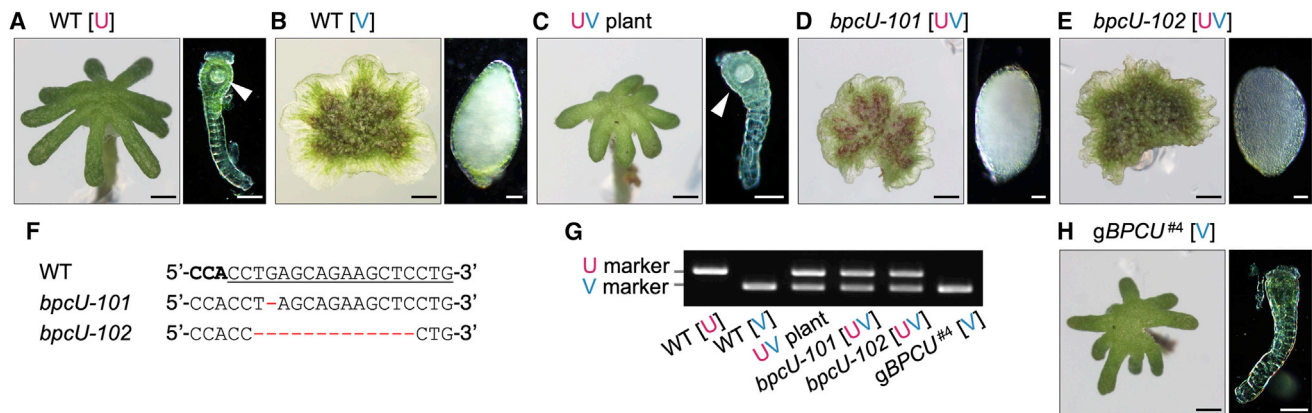 A WT [U]
B WT [V]
C UV plant
D bpcU-101 [UV]
E bpcU-102 [UV]
F
WT 5’-CCACCTGAGCAGAAGCTCCTG-3’
bpcU-101 5’-CCACCT-AGCAGAAGCTCCTG-3’
bpcU-102 5’-CCACC-------------CTG-3’
G
U marker
V marker
WT [U]
WT [V]
UV plant
bpcU-101 [UV]
bpcU-102 [UV]
gBPCU#4 [V]
H gBPCU#4 [V]